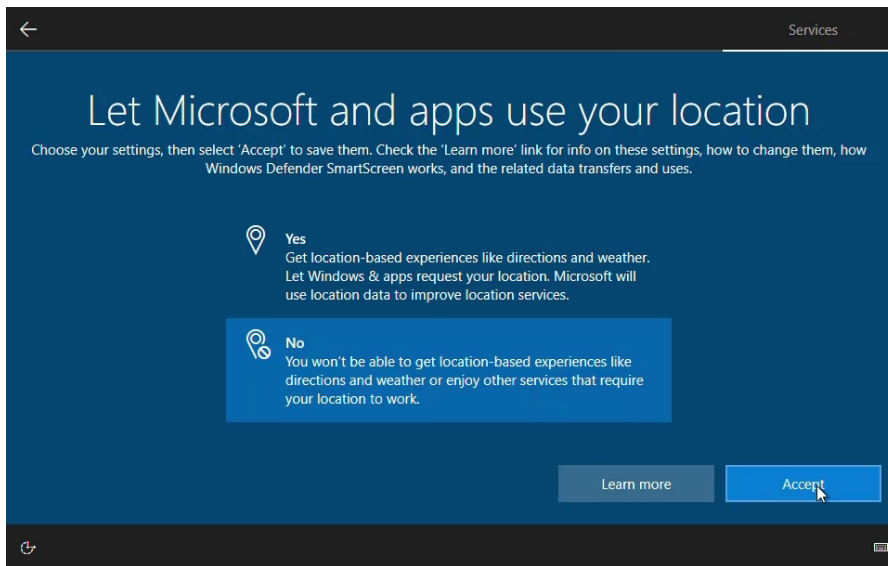 Services
Let Microsoft and apps use your location
Choose your settings, then select 'Accept' to save them. Check the 'Learn more' link for info on these settings, how to change them, how
Windows Defender SmartScreen works, and the related data transfers and uses.
Yes
Get location-based experiences like directions and weather.
Let Windows & apps request your location. Microsoft will
use location data to improve location services.
No
You won't be able to get location-based experiences like
directions and weather or enjoy other services that require
your location to work.
Learn more
Accept